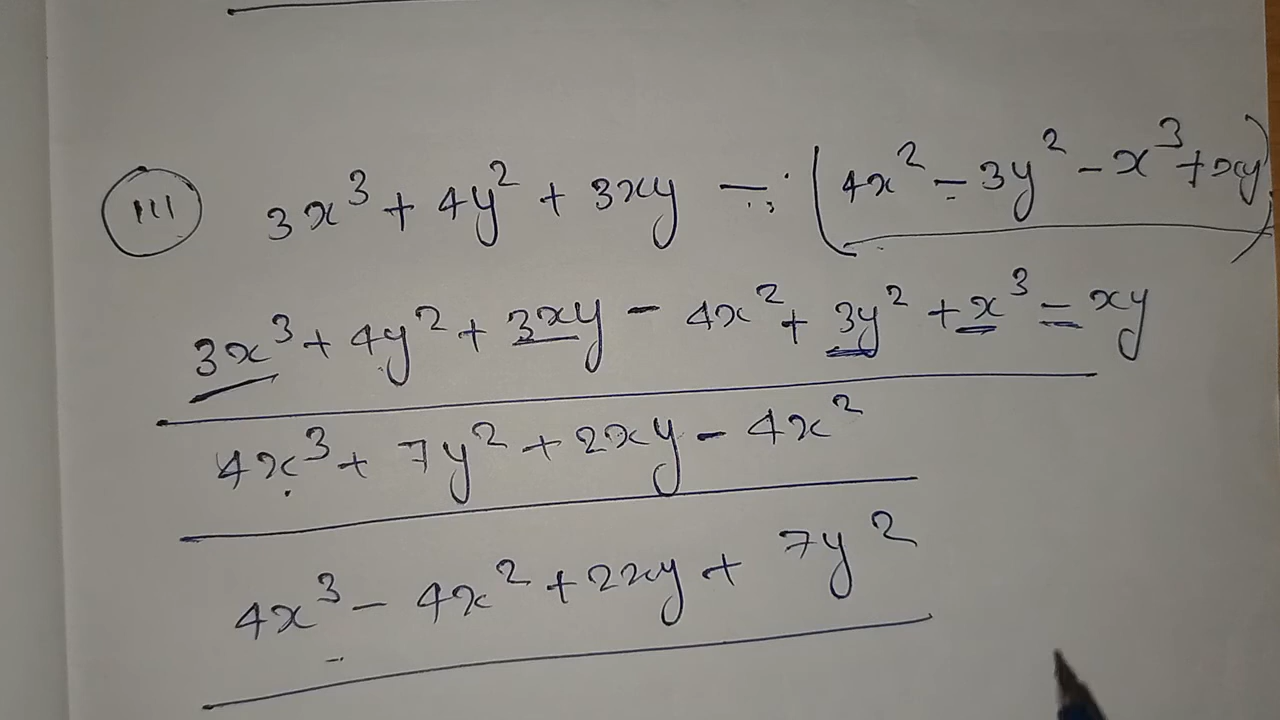 (III) 3x³ + 4y² + 3xy - (4x² - 3y² - x³ + xy)
3x³ + 4y² + 3xy - 4x² + 3y² + x³ - xy
4x³ + 7y² + 2xy - 4x²
4x³ - 4x² + 2xy + 7y²